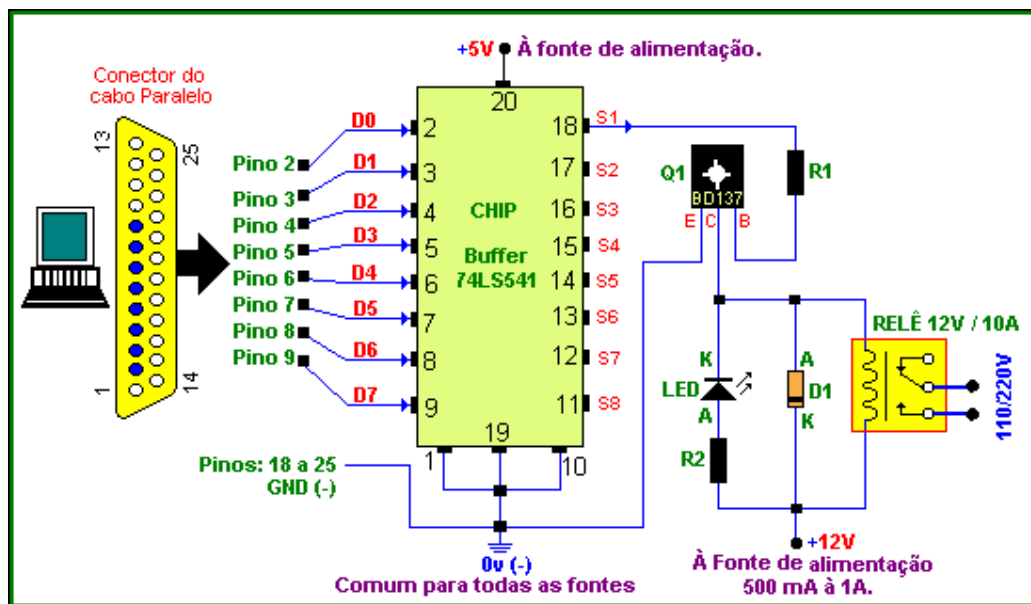 +5V À fonte de alimentação.
Conector do
cabo Paralelo
13
25
1
14
Pino 2
Pino 3
Pino 4
Pino 5
Pino 6
Pino 7
Pino 8
Pino 9
D0
D1
D2
D3
D4
D5
D6
D7
20
2
3
4
5
6
7
8
9
CHIP
Buffer
74LS541
18
17
16
15
14
13
12
11
19
1
10
S1
S2
S3
S4
S5
S6
S7
S8
Q1
BD137
E C B
R1
RELÊ 12V / 10A
K
LED
A
R2
A
D1
K
110/220V
Pinos: 18 a 25
GND (-)
0v (-)
Comum para todas as fontes
+12V
À Fonte de alimentação
500 mA à 1A.